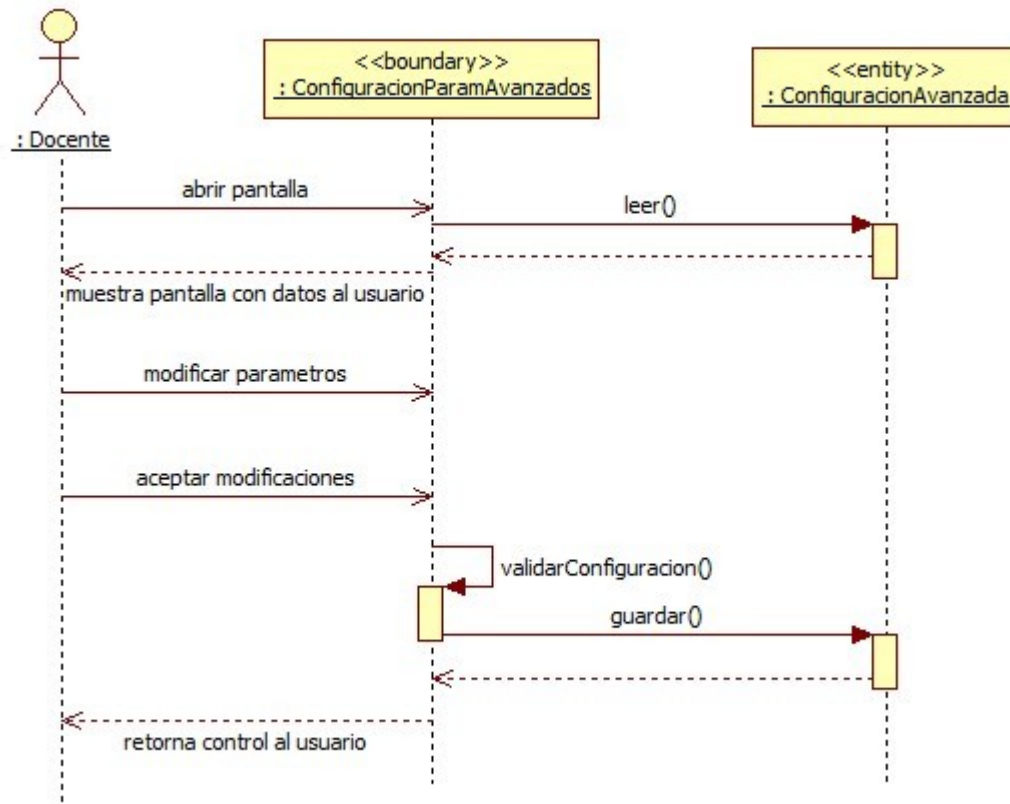 <<boundary>>
: ConfiguracionParamAvanzados
<<entity>>
: ConfiguracionAvanzada
: Docente
abrir pantalla
leer()
muestra pantalla con datos al usuario
modificar parametros
aceptar modificaciones
validarConfiguracion()
guardar()
retorna control al usuario